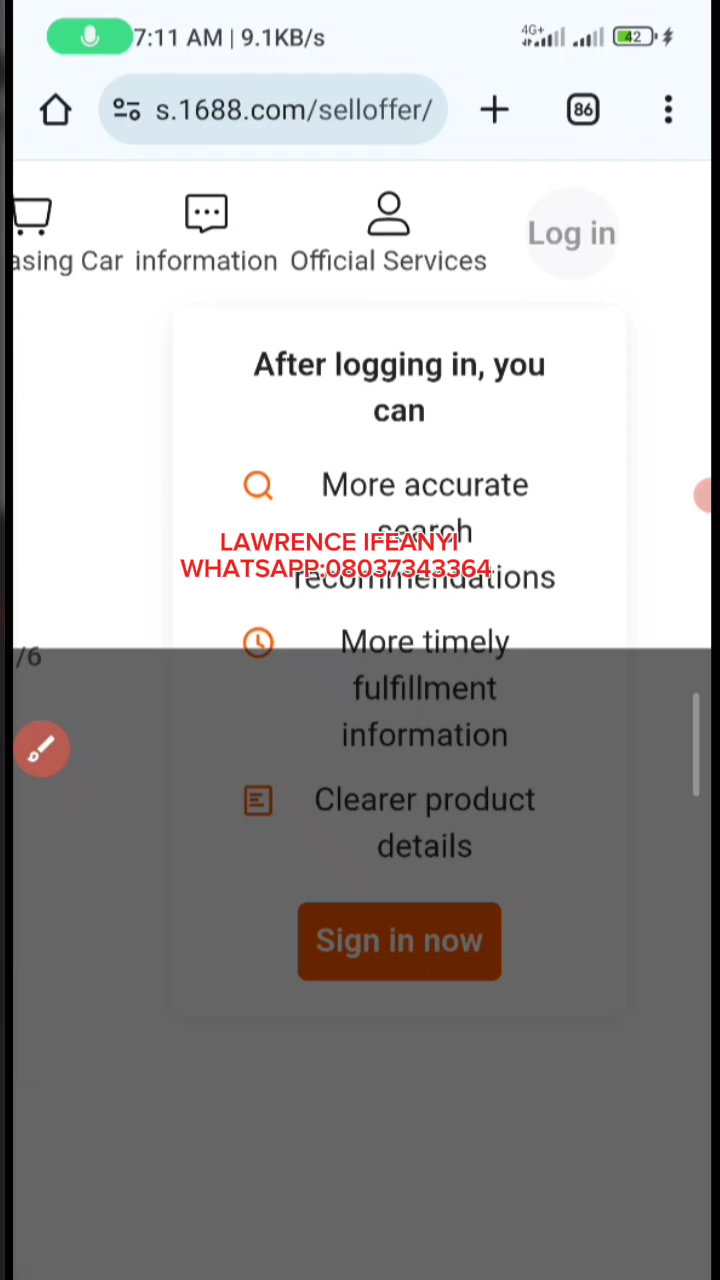 7:11 AM | 9.1KB/s
4G+
42
s.1688.com/selloffer/
86
asing Car
information
Official Services
Log in
After logging in, you
can
More accurate
search
recommendations
LAWRENCE IFEANYI
WHATSAPP:08037343364
More timely
fulfillment
information
/6
Clearer product
details
Sign in now